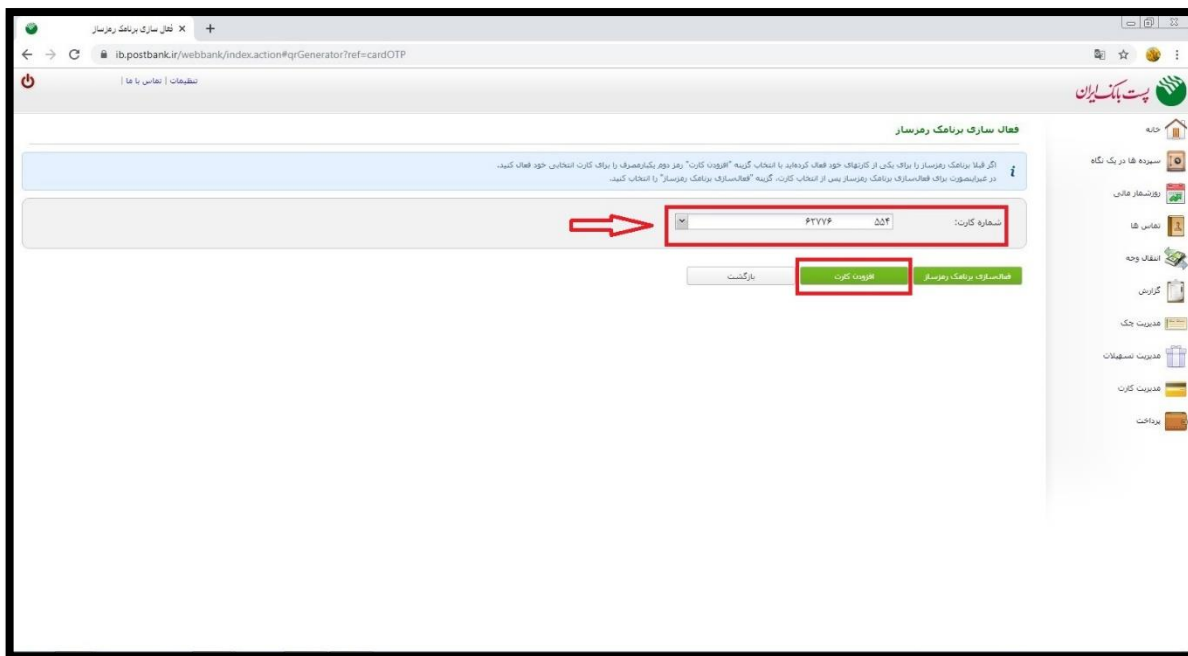 فعال سازی برنامک رمزساز
ib.postbank.ir/webbank/index.action#qrGenerator?ref=cardOTP
تنظیمات | تماس با ما |
پست بانک ایران
فعال سازی برنامک رمزساز
اگر قبلا برنامک رمزساز را برای یکی از کارتهای خود فعال کرده‌اید با انتخاب گزینه "افزودن کارت" رمز دوم یکبارمصرف را برای کارت انتخابی خود فعال کنید.
در غیراینصورت برای فعالسازی برنامک رمزساز پس از انتخاب کارت، گزینه "فعالسازی برنامک رمزساز" را انتخاب کنید.
شماره کارت:
۶۲۷۷۶ ۵۵۴
فعالسازی برنامک رمزساز
افزودن کارت
بازگشت
خانه
سپرده ها در یک نگاه
روزشمار مالی
تماس ها
انتقال وجه
گزارش
مدیریت چک
مدیریت تسهیلات
مدیریت کارت
پرداخت